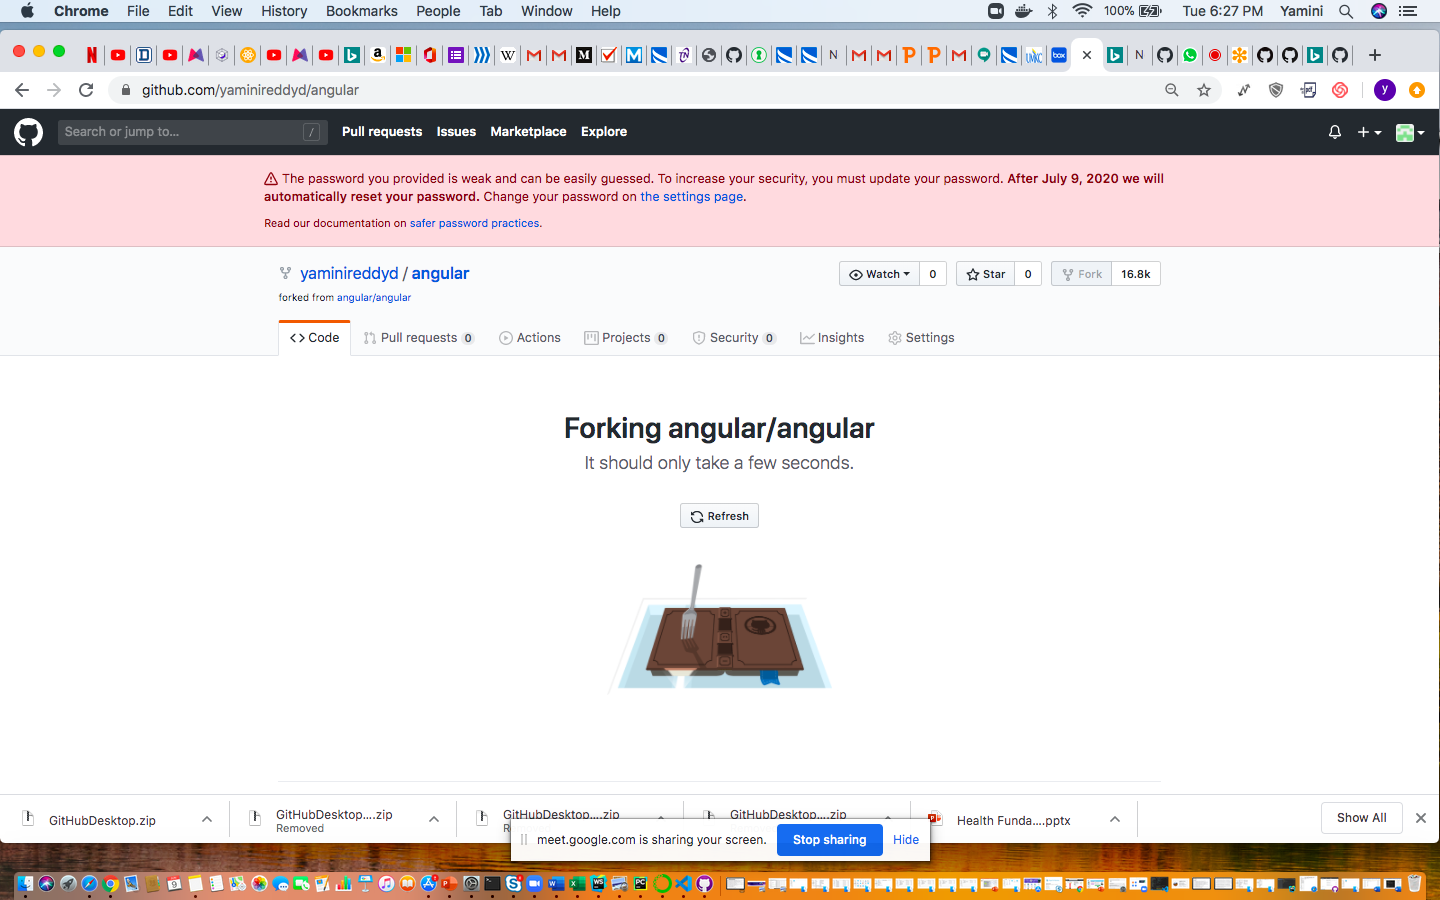 Chrome File Edit View History Bookmarks People Tab Window Help 100% Tue 6:27 PM Yamini
github.com/yaminireddyd/angular
Search or jump to... / Pull requests Issues Marketplace Explore
The password you provided is weak and can be easily guessed. To increase your security, you must update your password. After July 9, 2020 we will
automatically reset your password. Change your password on the settings page.
Read our documentation on safer password practices.
yaminireddyd / angular Watch 0 Star 0 Fork 16.8k
forked from angular/angular
Code Pull requests 0 Actions Projects 0 Security 0 Insights Settings
Forking angular/angular
It should only take a few seconds.
Refresh
GitHubDesktop.zip GitHubDesktop....zip GitHubDesktop....zip GitHubDesktop....zip Health Funda....pptx Show All
Removed
meet.google.com is sharing your screen. Stop sharing Hide